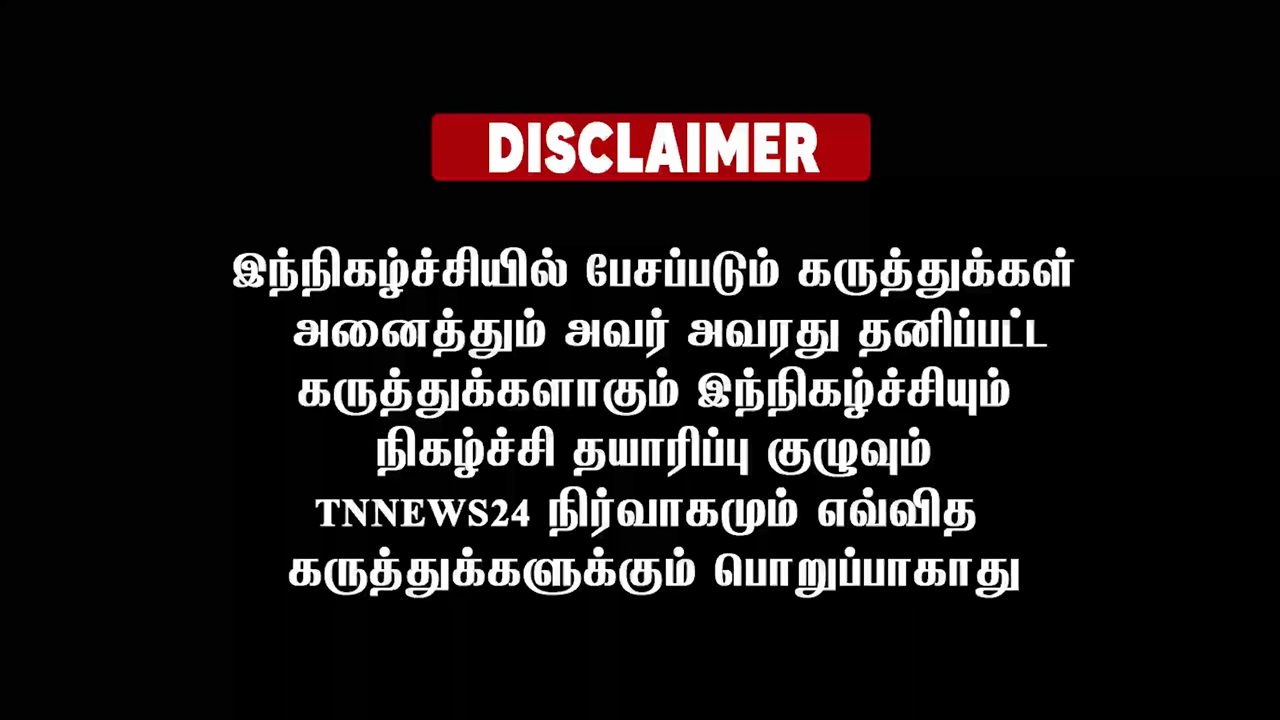 DISCLAIMER
இந்நிகழ்ச்சியில் பேசப்படும் கருத்துக்கள்
அனைத்தும் அவர் அவரது தனிப்பட்ட
கருத்துக்களாகும் இந்நிகழ்ச்சியும்
நிகழ்ச்சி தயாரிப்பு குழுவும்
TNNEWS24 நிர்வாகமும் எவ்வித
கருத்துக்களுக்கும் பொறுப்பாகாது